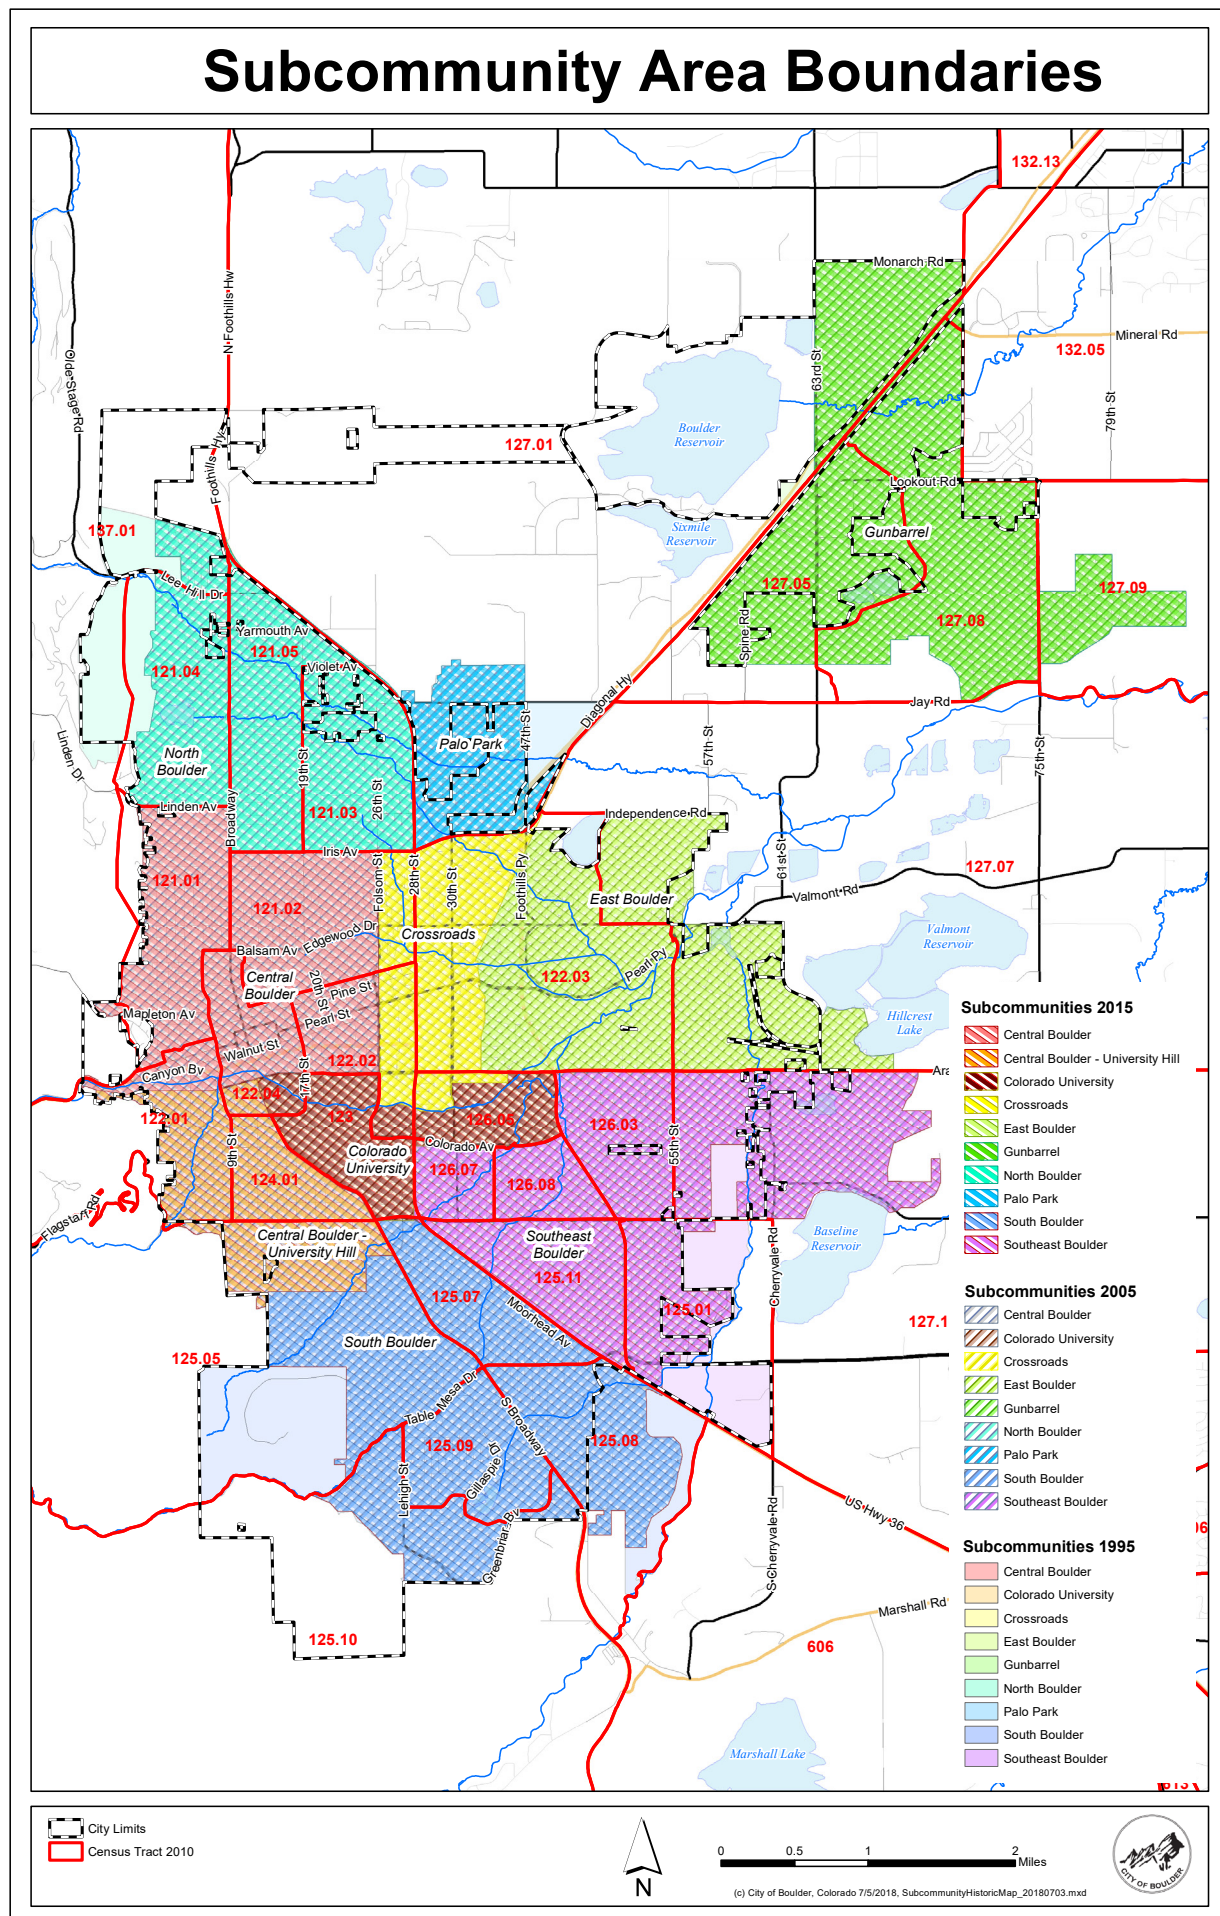 Subcommunity Area Boundaries
132.13
Monarch Rd
N Foothills Hw
Olde Stage Rd
63rd St
Mineral Rd
132.05
79th St
Boulder
Reservoir
127.01
Foothills Hy
Lookout Rd
Gunbarrel
Sixmile
Reservoir
137.01
Lee Hill Dr
127.05
127.09
127.08
Yarmouth Av
121.05
Spine Rd
Violet Av
121.04
Diagonal Hy
Jay Rd
Linden Dr
North
Boulder
Palo Park
47th St
57th St
75th St
19th St
26th St
Linden Av
121.03
Broadway
Independence Rd
Iris Av
61st St
127.07
121.01
Folsom St
28th St
30th St
Foothills Py
Valmont Rd
121.02
East Boulder
Edgewood Dr
Crossroads
Valmont
Reservoir
Balsam Av
Central
Boulder
20th St
Pine St
122.03
Pearl Py
Mapleton Av
Pearl St
Hillcrest
Lake
Walnut St
122.02
Canyon Bv
17th St
Ara
122.04
122.01
123
126.05
126.03
9th St
Colorado
University
Colorado Av
55th St
126.07
126.08
124.01
Flagstaff Rd
Central Boulder -
University Hill
Southeast
Boulder
Baseline
Reservoir
Cherryvale Rd
125.11
125.07
125.01
Moorhead Av
127.1
South Boulder
125.05
Table Mesa Dr
S Broadway
125.09
125.08
Gillaspie Dr
Lehigh St
US Hwy 36
S Cherryvale Rd
06
Greenbriar Bv
Marshall Rd
125.10
606
Marshall Lake
613
Subcommunities 2015
Central Boulder
Central Boulder - University Hill
Colorado University
Crossroads
East Boulder
Gunbarrel
North Boulder
Palo Park
South Boulder
Southeast Boulder
Subcommunities 2005
Central Boulder
Colorado University
Crossroads
East Boulder
Gunbarrel
North Boulder
Palo Park
South Boulder
Southeast Boulder
Subcommunities 1995
Central Boulder
Colorado University
Crossroads
East Boulder
Gunbarrel
North Boulder
Palo Park
South Boulder
Southeast Boulder
City Limits
Census Tract 2010
N
0 0.5 1 2
Miles
(c) City of Boulder, Colorado 7/5/2018, SubcommunityHistoricMap_20180703.mxd
CITY OF BOULDER